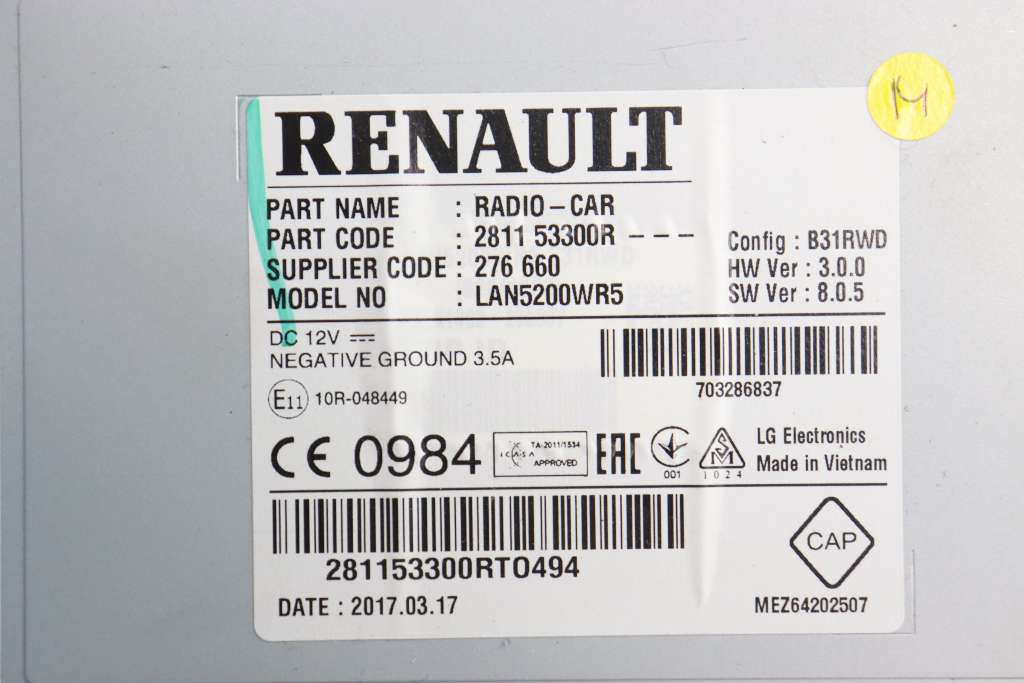 M
RENAULT
PART NAME : RADIO-CAR
PART CODE : 2811 53300R ---
SUPPLIER CODE : 276 660
MODEL NO : LAN5200WR5
Config : B31RWD
HW Ver : 3.0.0
SW Ver : 8.0.5
DC 12V
NEGATIVE GROUND 3.5A
703286837
E11 10R-048449
CE 0984
ICASA
TA-2011/1534
APPROVED
EAC
001
SM
1024
LG Electronics
Made in Vietnam
281153300RT0494
CAP
DATE : 2017.03.17
MEZ64202507